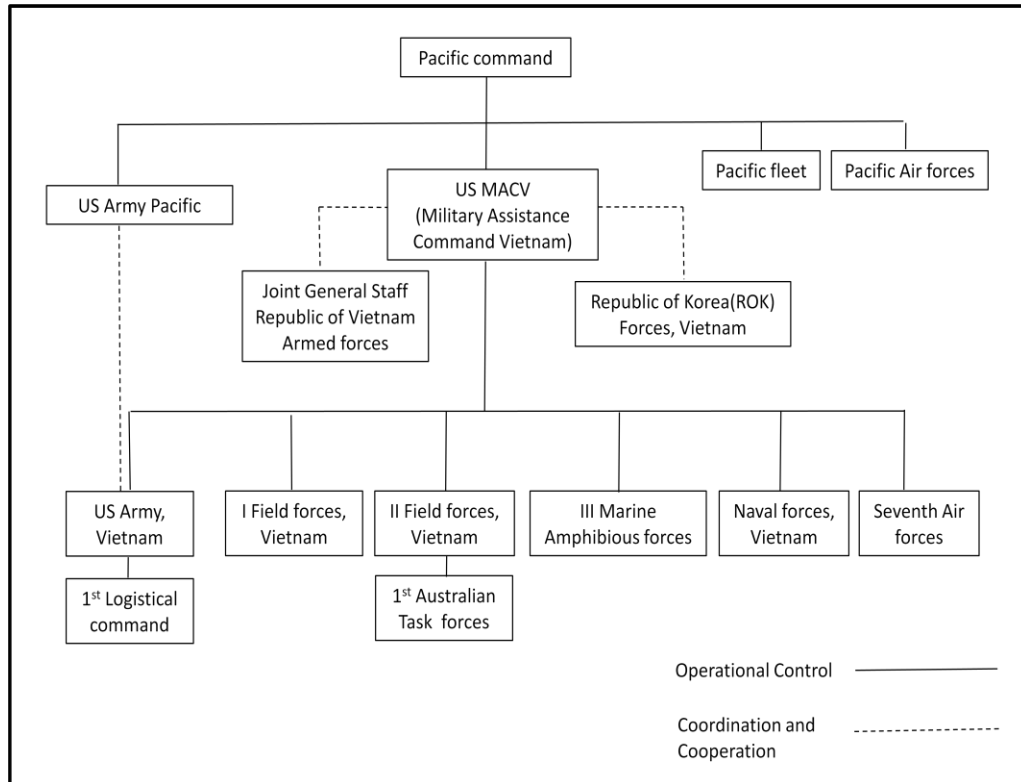 Pacific command
US Army Pacific
US MACV
(Military Assistance
Command Vietnam)
Pacific fleet
Pacific Air forces
Joint General Staff
Republic of Vietnam
Armed forces
Republic of Korea(ROK)
Forces, Vietnam
US Army,
Vietnam
I Field forces,
Vietnam
II Field forces,
Vietnam
III Marine
Amphibious forces
Naval forces,
Vietnam
Seventh Air
forces
1st Logistical
command
1st Australian
Task forces
Operational Control
Coordination and
Cooperation